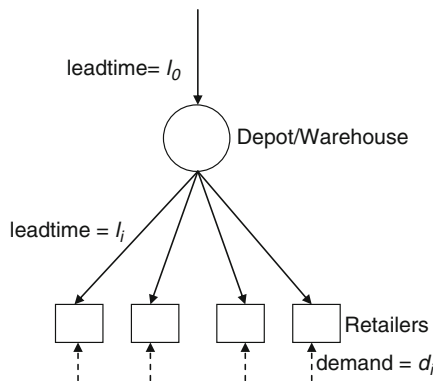 leadtime= l₀
Depot/Warehouse
leadtime = lᵢ
Retailers
demand = dᵢ